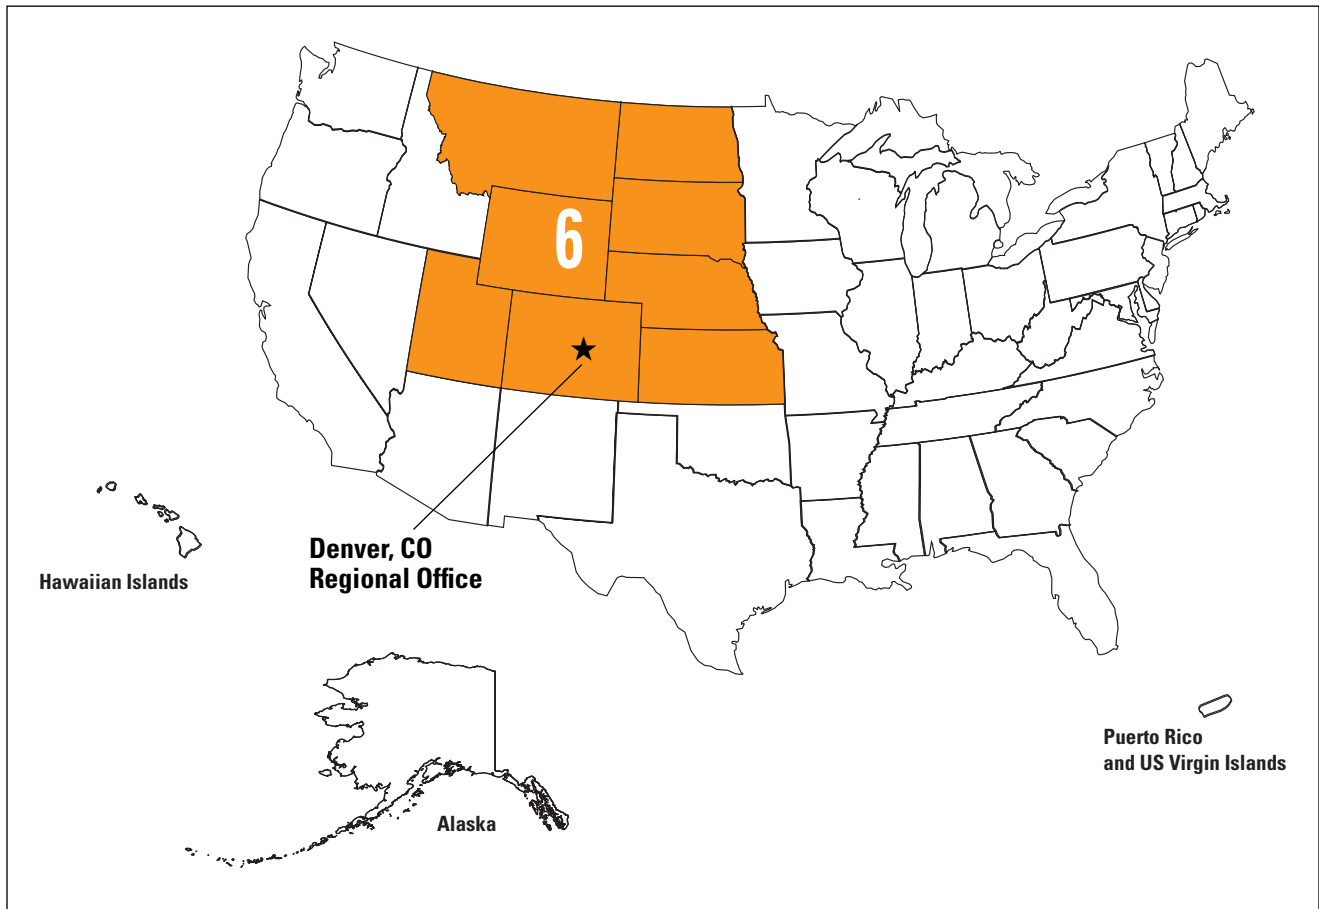 6
Denver, CO
Regional Office
Hawaiian Islands
Puerto Rico
and US Virgin Islands
Alaska